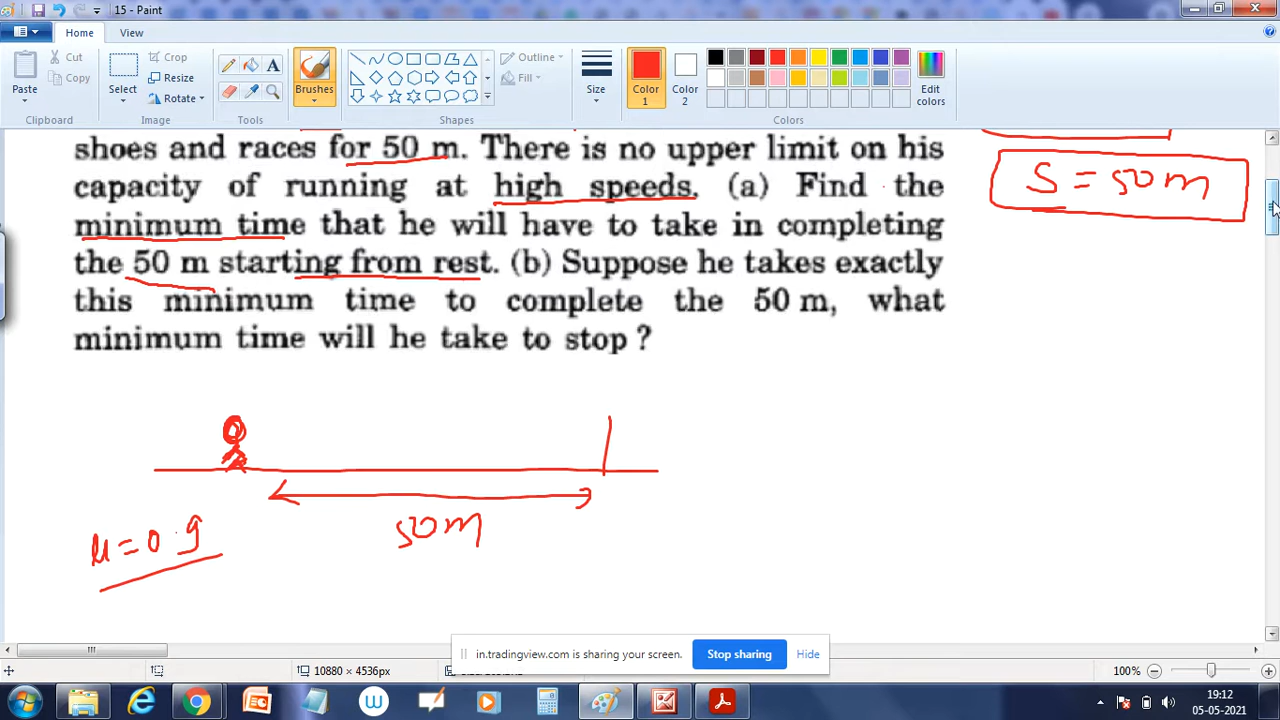 15 - Paint
Home
View
Paste
Cut
Copy
Clipboard
Select
Crop
Resize
Rotate
Image
Tools
Brushes
Shapes
Outline
Fill
Size
Color 1
Color 2
Edit colors
Colors
shoes and races for 50 m. There is no upper limit on his
capacity of running at high speeds. (a) Find the
minimum time that he will have to take in completing
the 50 m starting from rest. (b) Suppose he takes exactly
this minimum time to complete the 50 m, what
minimum time will he take to stop ?
S = 50 m
50 m
μ = 0.9
in.tradingview.com is sharing your screen.
Stop sharing
Hide
10880 × 4536px
100%
19:12
05-05-2021